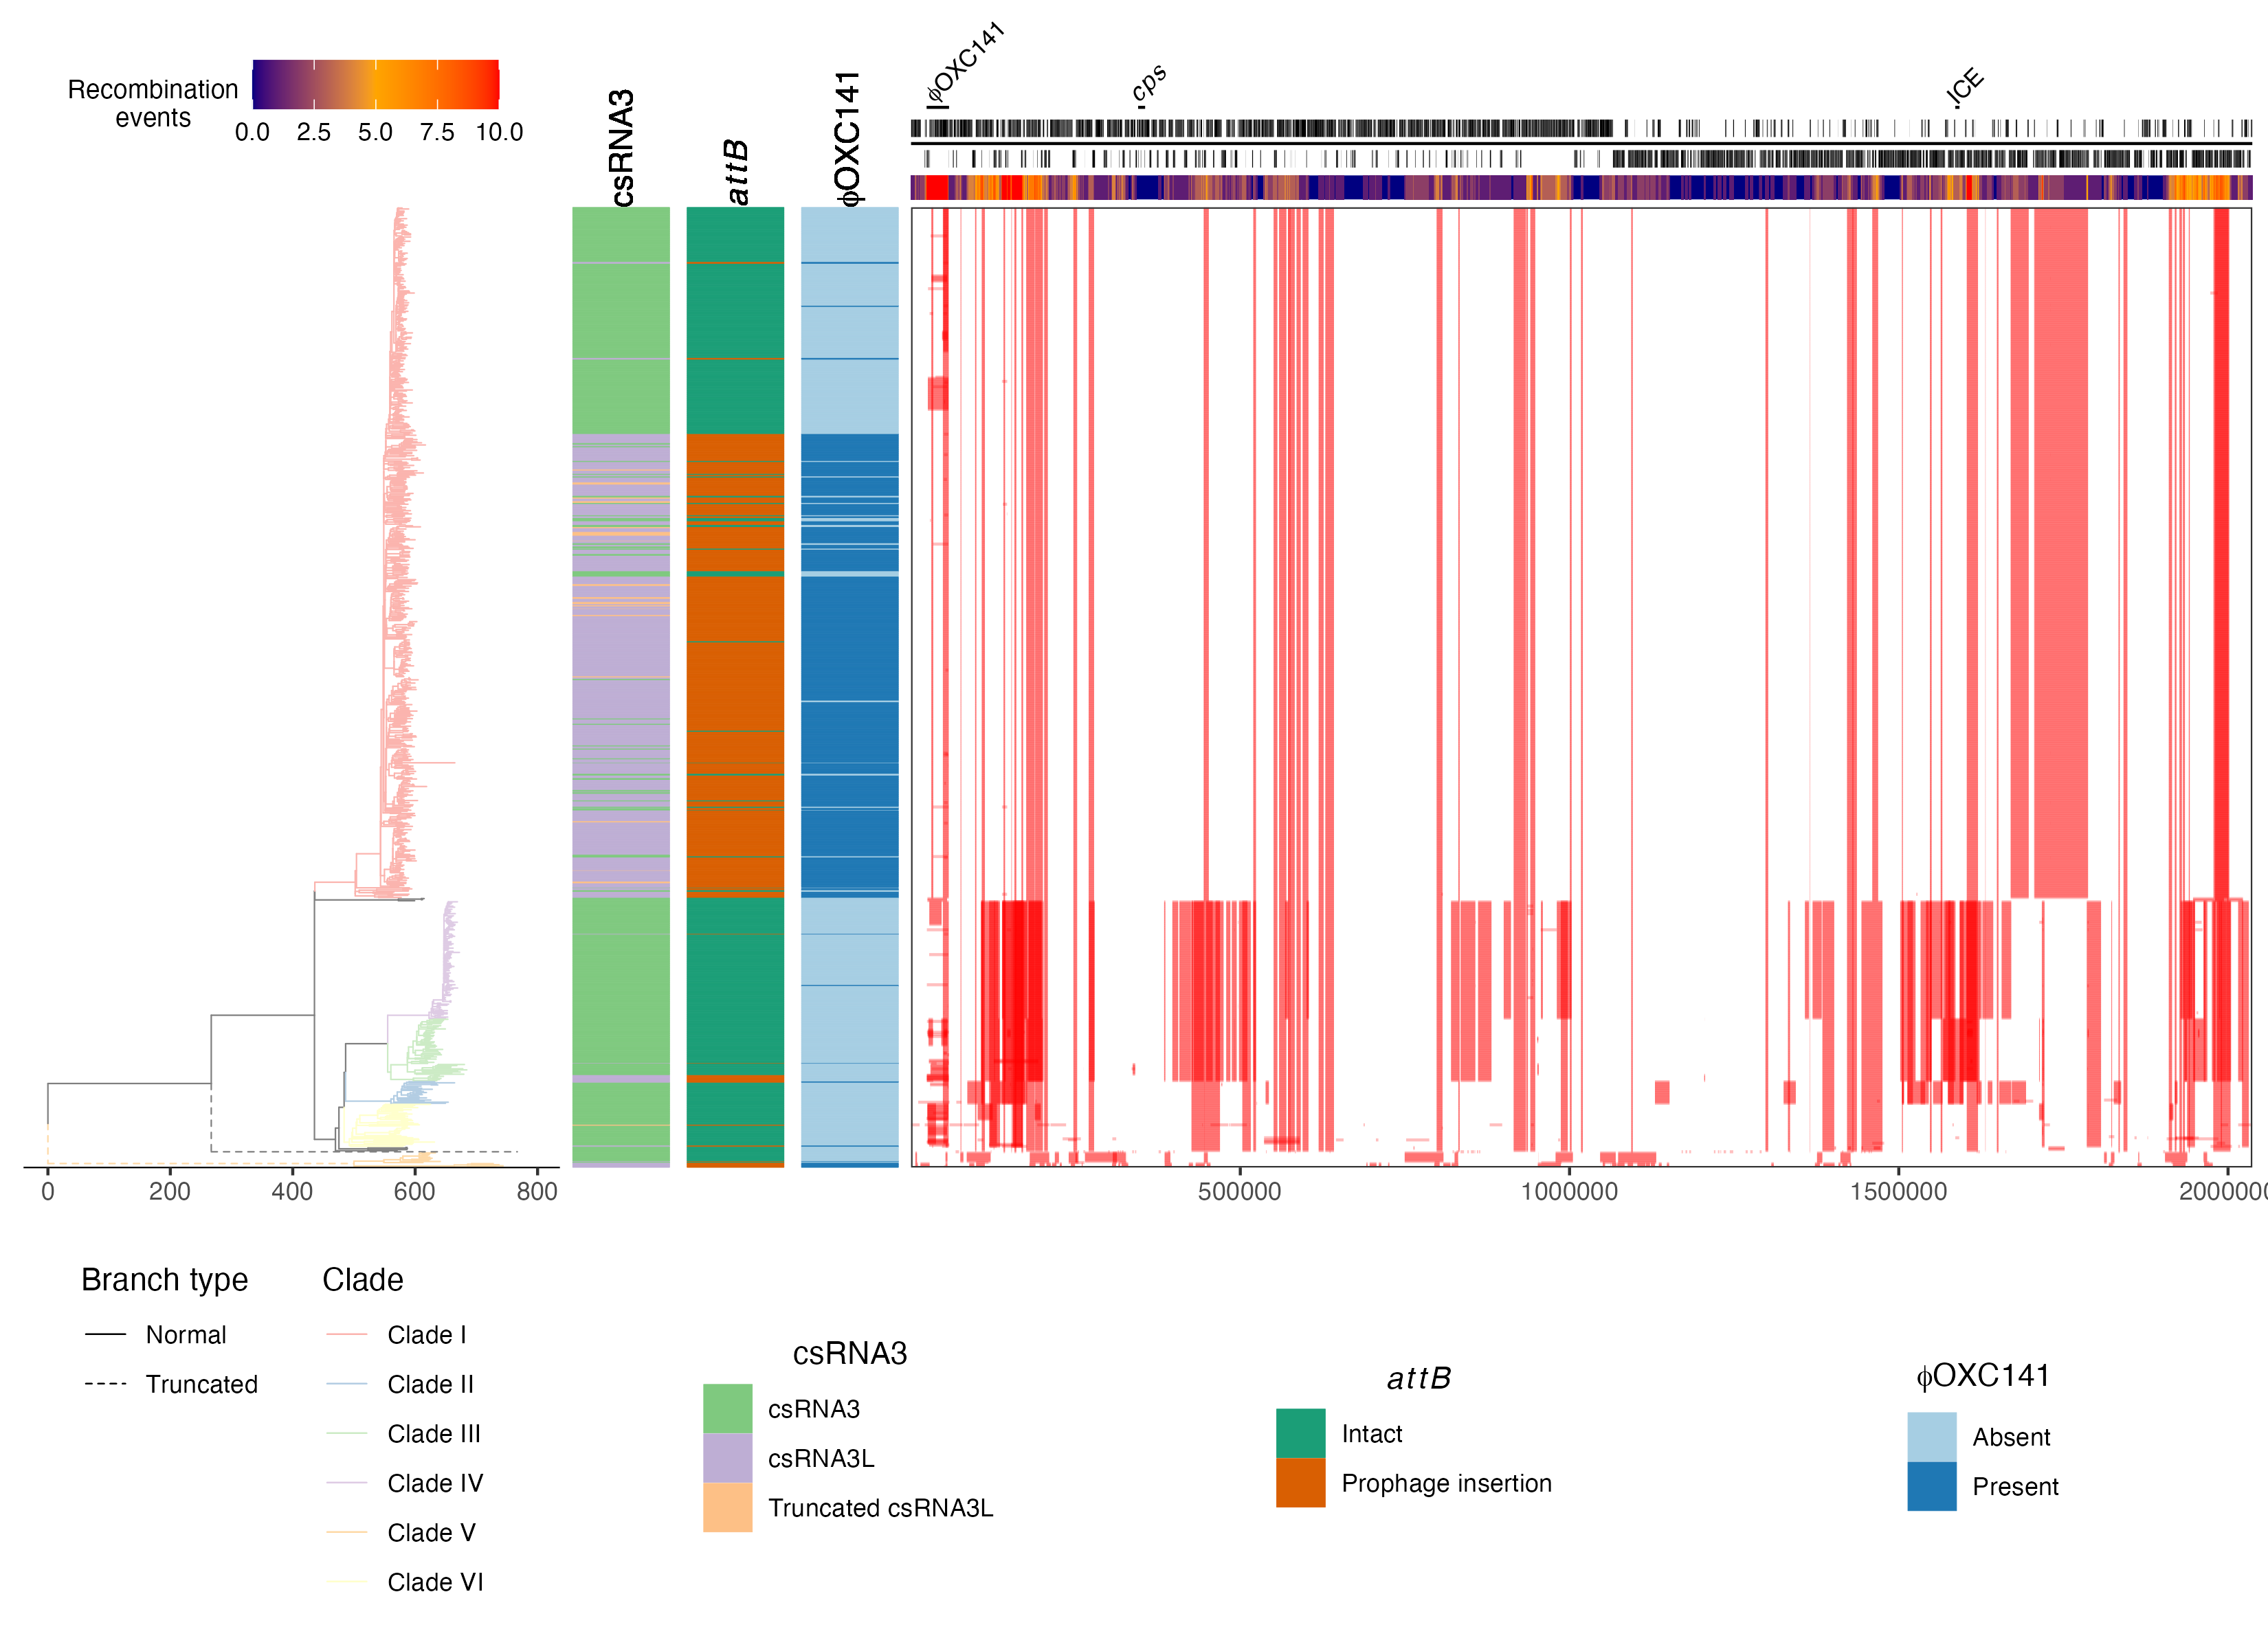 Recombination
events
0.0 2.5 5.0 7.5 10.0
csRNA3
attB
ϕOXC141
ϕOXC141
cps
ICE
0 200 400 600 800
500000 1000000 1500000 2000000
Branch type
Normal
Truncated
Clade
Clade I
Clade II
Clade III
Clade IV
Clade V
Clade VI
csRNA3
csRNA3
csRNA3L
Truncated csRNA3L
attB
Intact
Prophage insertion
ϕOXC141
Absent
Present